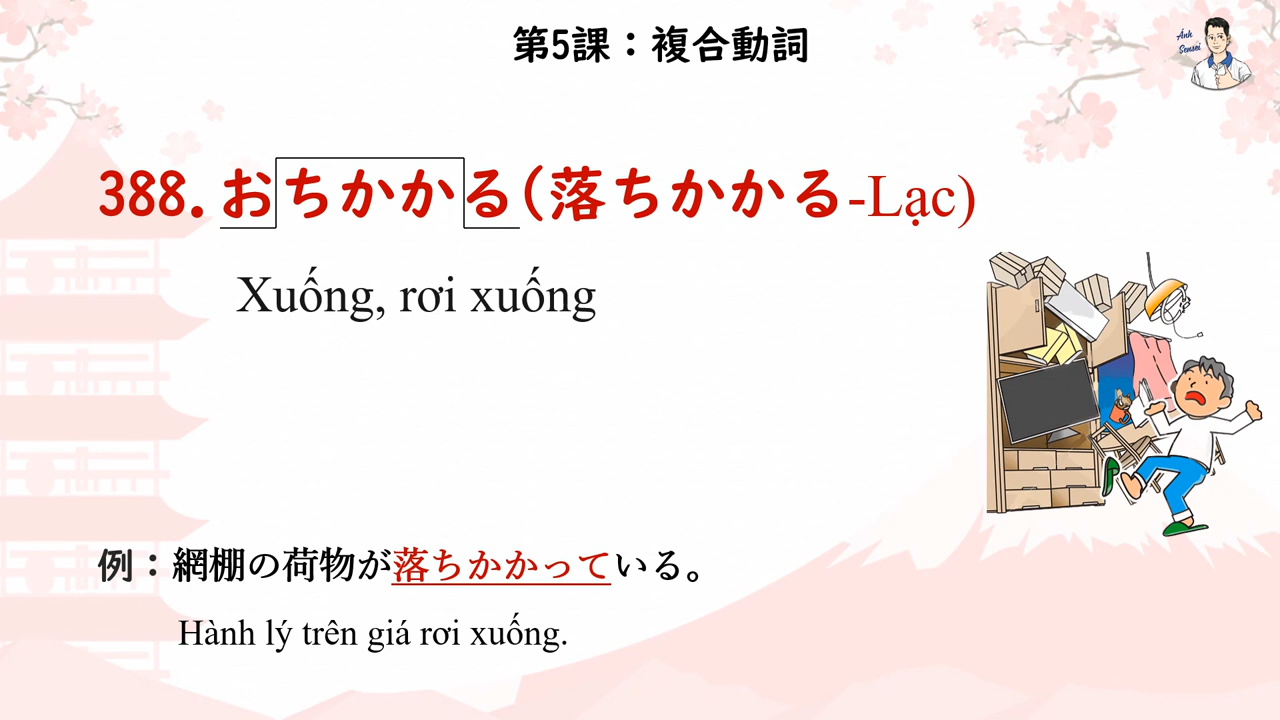 第5課：複合動詞
Ánh
Sensei
388. おちかかる(落ちかかる-Lạc)
Xuống, rơi xuống
例：網棚の荷物が落ちかかっている。
Hành lý trên giá rơi xuống.